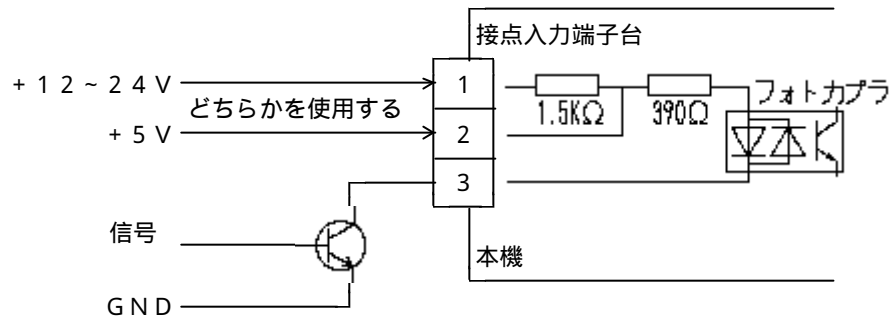 接点入力端子台
+12~24V
1
1.5KΩ
390Ω
フォトカプラ
どちらかを使用する
+5V
2
3
信号
本機
GND